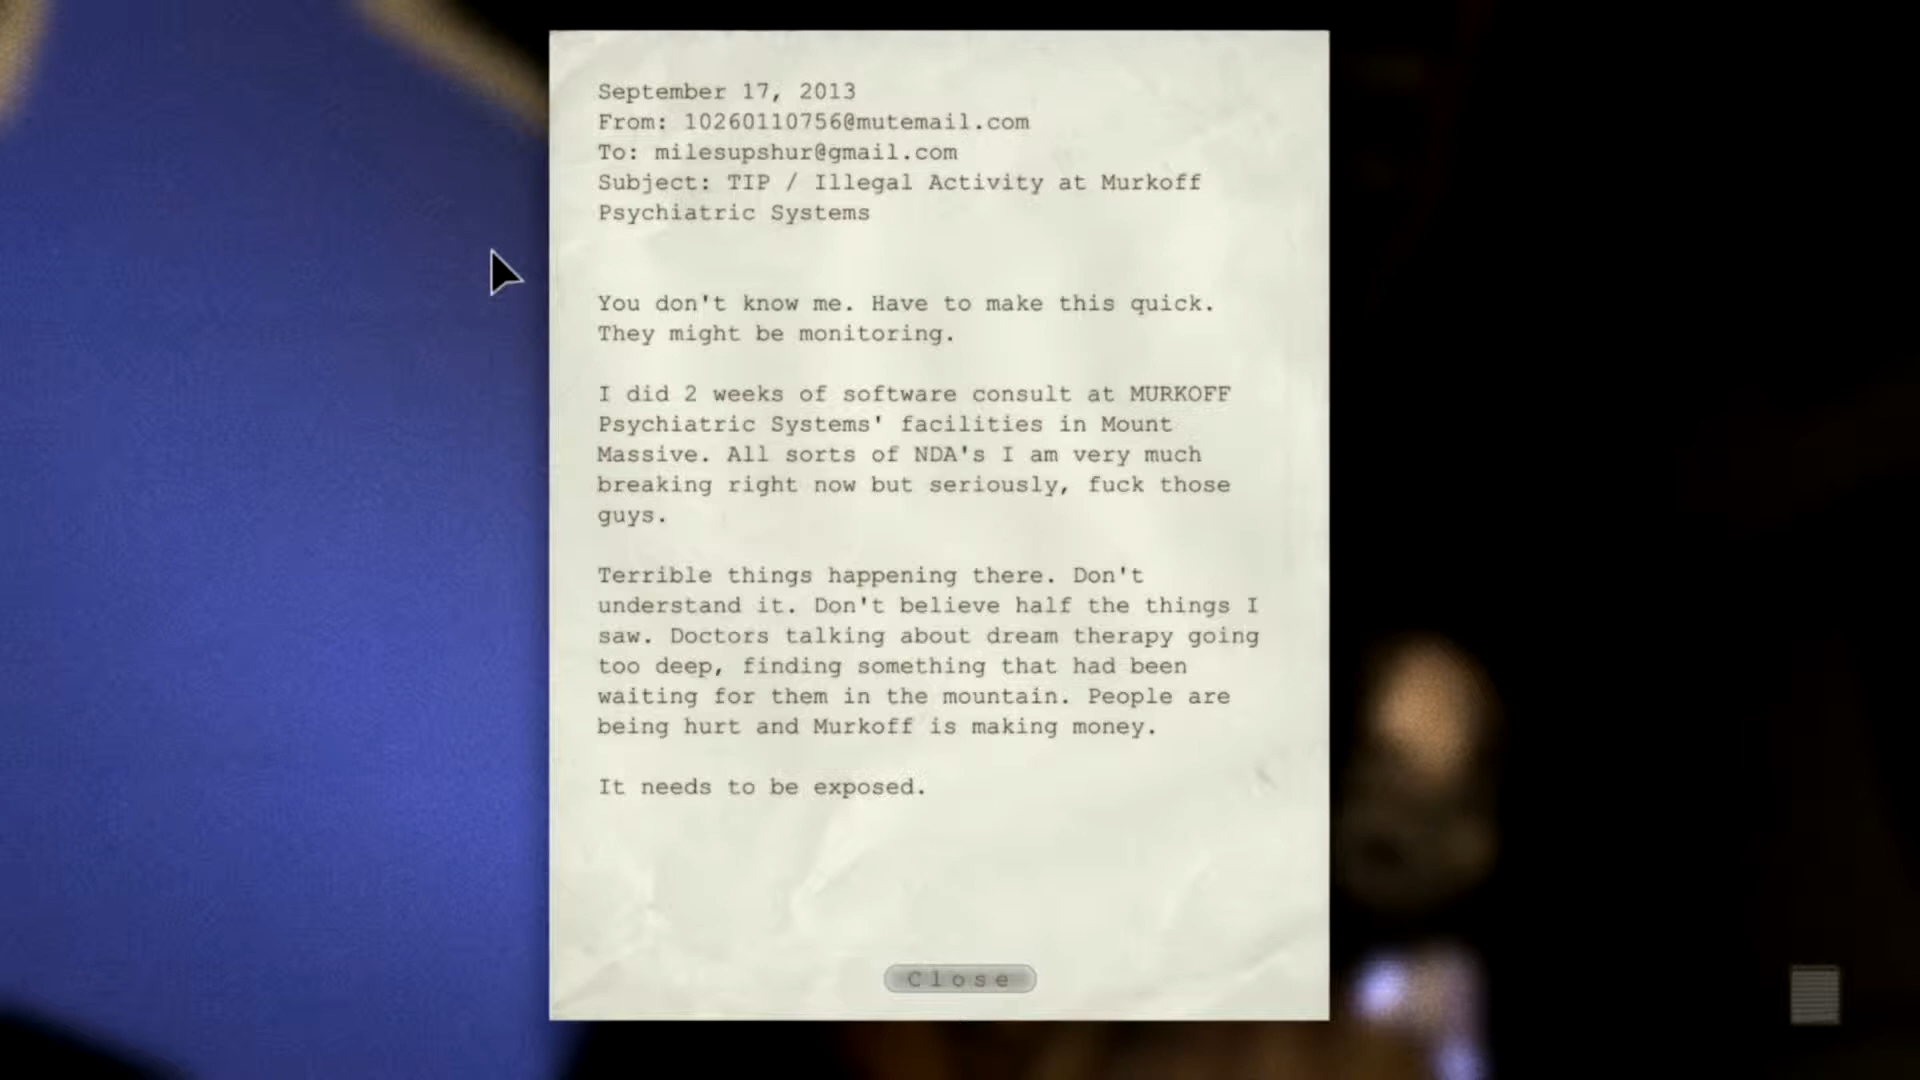 September 17, 2013
From: 10260110756@mutemail.com
To: milesupshur@gmail.com
Subject: TIP / Illegal Activity at Murkoff
Psychiatric Systems
You don't know me. Have to make this quick.
They might be monitoring.
I did 2 weeks of software consult at MURKOFF
Psychiatric Systems' facilities in Mount
Massive. All sorts of NDA's I am very much
breaking right now but seriously, fuck those
guys.
Terrible things happening there. Don't
understand it. Don't believe half the things I
saw. Doctors talking about dream therapy going
too deep, finding something that had been
waiting for them in the mountain. People are
being hurt and Murkoff is making money.
It needs to be exposed.
Close